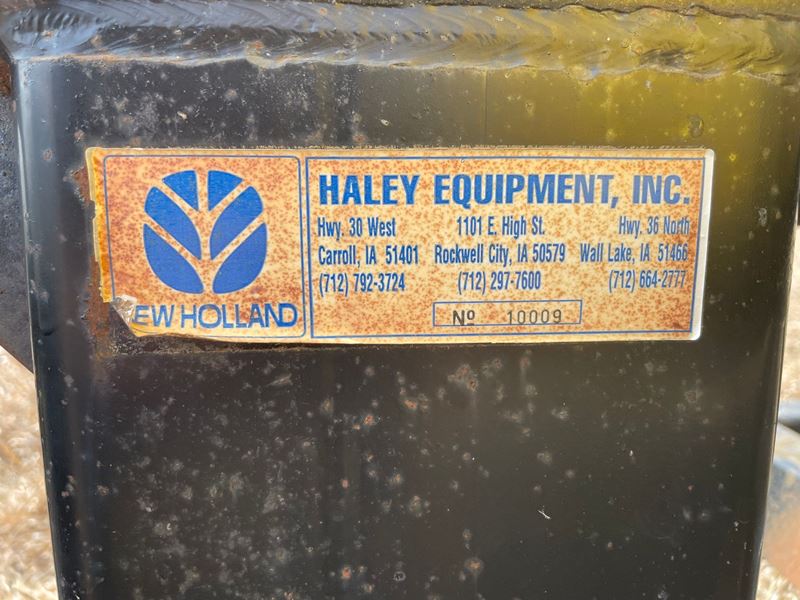 EW HOLLAND
HALEY EQUIPMENT, INC.
Hwy. 30 West
Carroll, IA 51401
(712) 792-3724
1101 E. High St.
Rockwell City, IA 50579
(712) 297-7600
Hwy. 36 North
Wall Lake, IA 51466
(712) 664-2777
Nº 10009